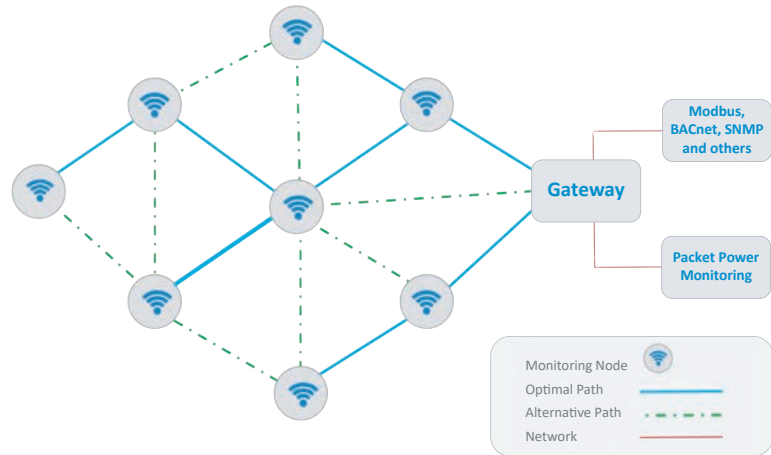 Modbus,
BACnet, SNMP
and others
Gateway
Packet Power
Monitoring
Monitoring Node
Optimal Path
Alternative Path
Network